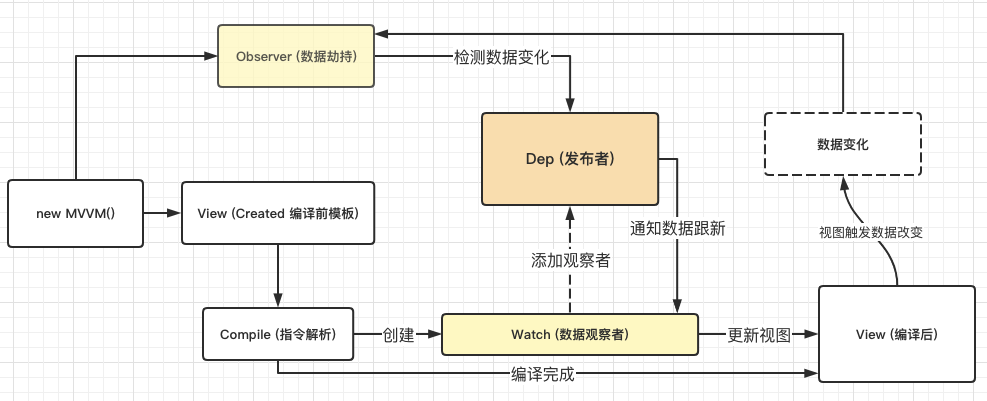 Observer (数据劫持)
检测数据变化
Dep (发布者)
数据变化
new MVVM()
View (Created 编译前模板)
通知数据跟新
视图触发数据改变
添加观察者
Compile (指令解析)
创建
Watch (数据观察者)
更新视图
View (编译后)
编译完成